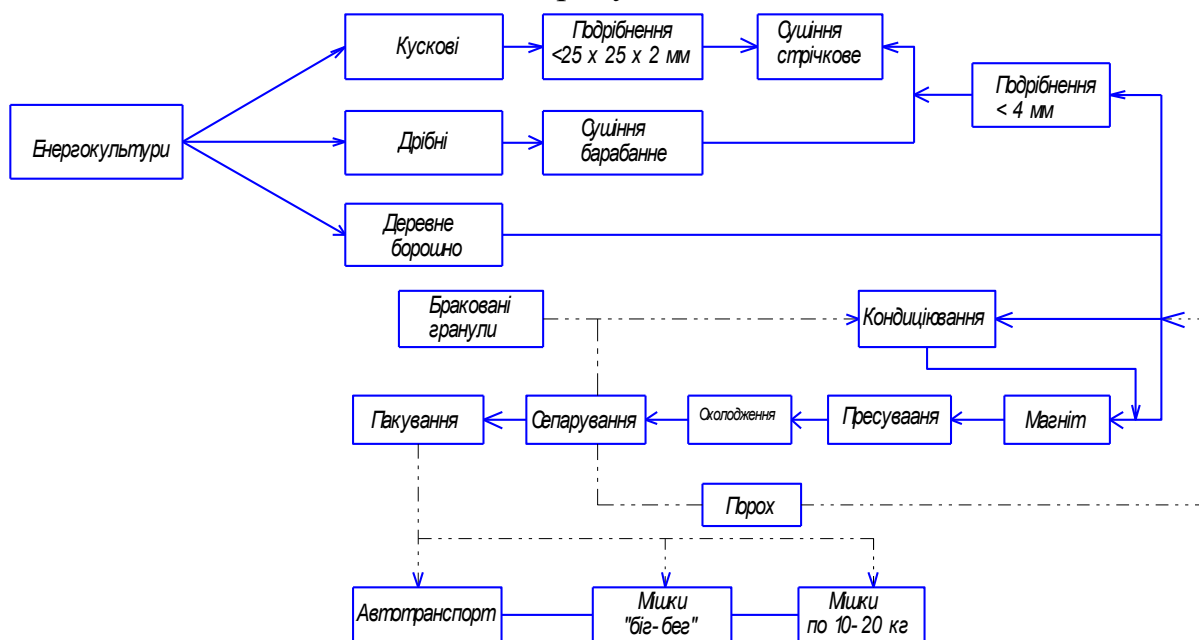 Кускові
Подрібнення
<25 x 25 x 2 мм
Сушіння
стрічкове
Подрібнення
< 4 мм
Енергокультури
Дрібні
Сушіння
барабанне
Деревне
борошно
Браковані
гранули
Кондиціювання
Пакування
Сепарування
Охолодження
Пресувааня
Магніт
Порох
Автотранспорт
Мішки
"біг- бег"
Мішки
по 10- 20 кг